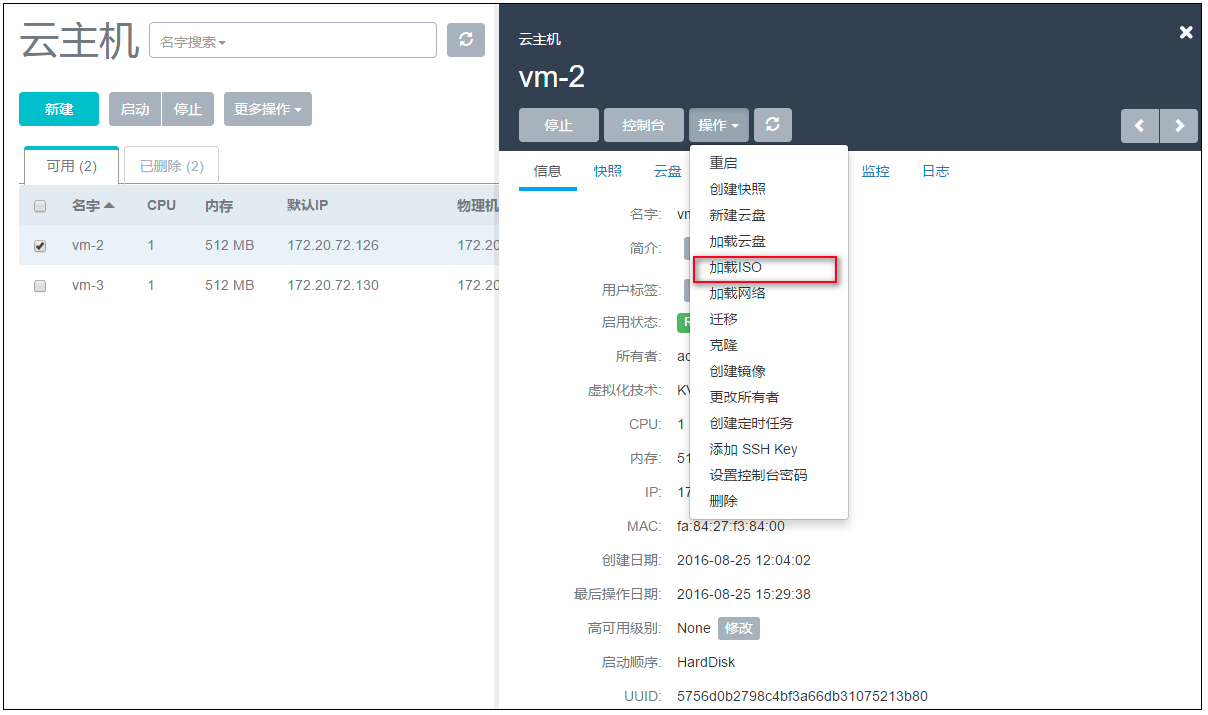 云主机
名字搜索
新建 启动 停止 更多操作
可用 (2) 已删除 (2)
名字 CPU 内存 默认IP 物理机
vm-2 1 512 MB 172.20.72.126 172.20
vm-3 1 512 MB 172.20.72.130 172.20
云主机
vm-2
停止 控制台 操作
信息 快照 云盘 监控 日志
重启
创建快照
新建云盘
加载云盘
加载ISO
加载网络
迁移
克隆
创建镜像
更改所有者
创建定时任务
添加 SSH Key
设置控制台密码
删除
名字:
简介:
用户标签:
启用状态:
所有者:
虚拟化技术:
CPU: 1
内存: 51
IP: 17
MAC: fa:84:27:f3:84:00
创建日期: 2016-08-25 12:04:02
最后操作日期: 2016-08-25 15:29:38
高可用级别: None 修改
启动顺序: HardDisk
UUID: 5756d0b2798c4bf3a66db31075213b80